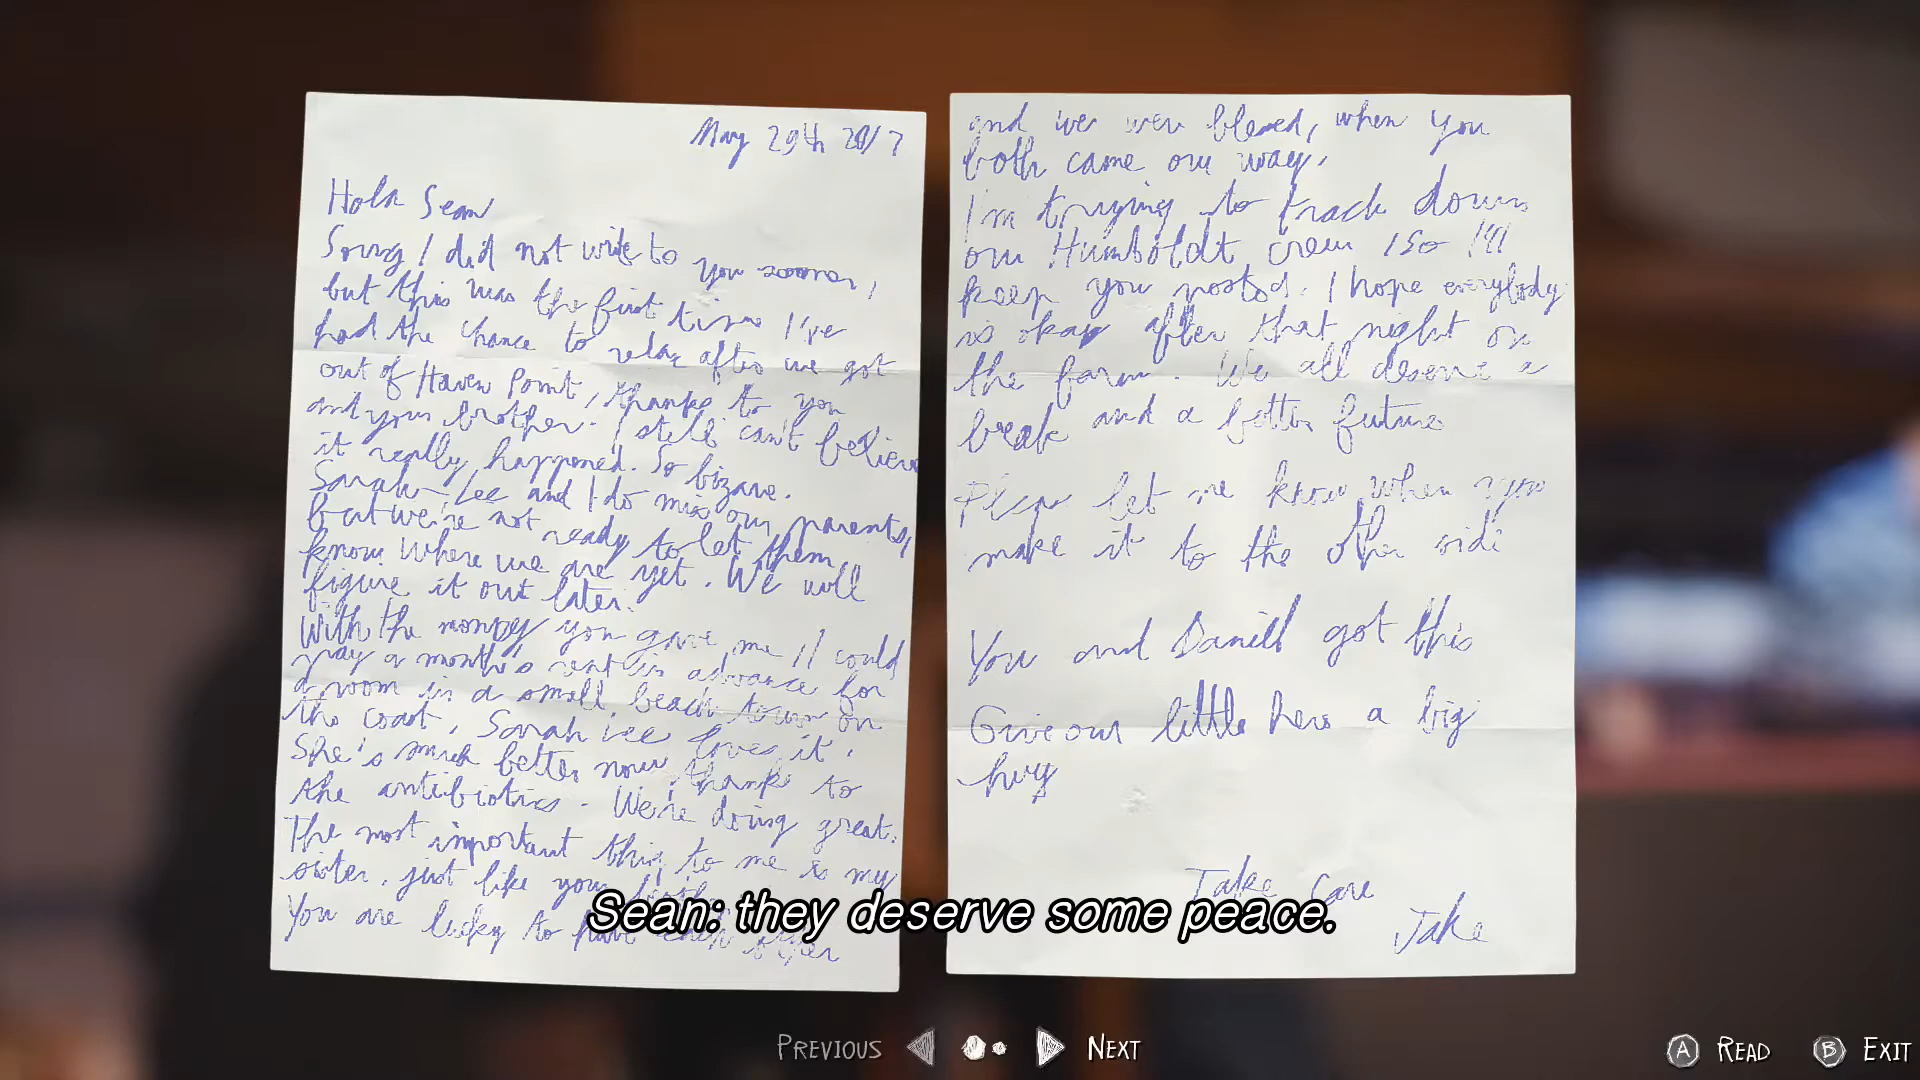 May 29th 2017
Hola Sean
Sorry I did not write to you sooner,
but this was the first time I've
had the chance to relax after we got
out of Haven Point, thanks to you
and your brother. I still can't believe
it really happened. So bizare.
Sarah-Lee and I do miss our parents,
but we're not ready to let them
know where we are yet. We will
figure it out later.
With the money you gave me I could
pay a month's rent in advance for
a room in a small beach town on
the coast, Sarah Lee loves it.
She's much better now, thanks to
the antibiotics. We're doing great.
The most important thing to me is my
sister, just like your
You are lucky to have each other
and we were blessed, when you
both came our way.
I'm trying to track down
our Humboldt crew, so I'll
keep you posted. I hope everybody
is okay after that night on
the farm. We all deserve a
break and a better future
Please let me know when you
make it to the other side
You and Daniel got this
Give our little hero a big
hug
Take care
Jake
Sean: they deserve some peace.
PREVIOUS NEXT
A READ B EXIT